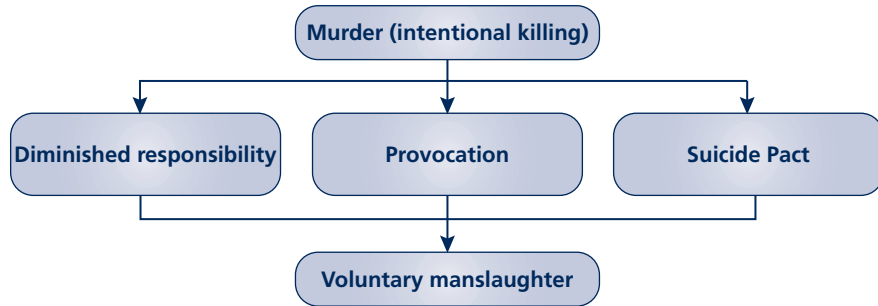 Murder (intentional killing)
Diminished responsibility
Provocation
Suicide Pact
Voluntary manslaughter